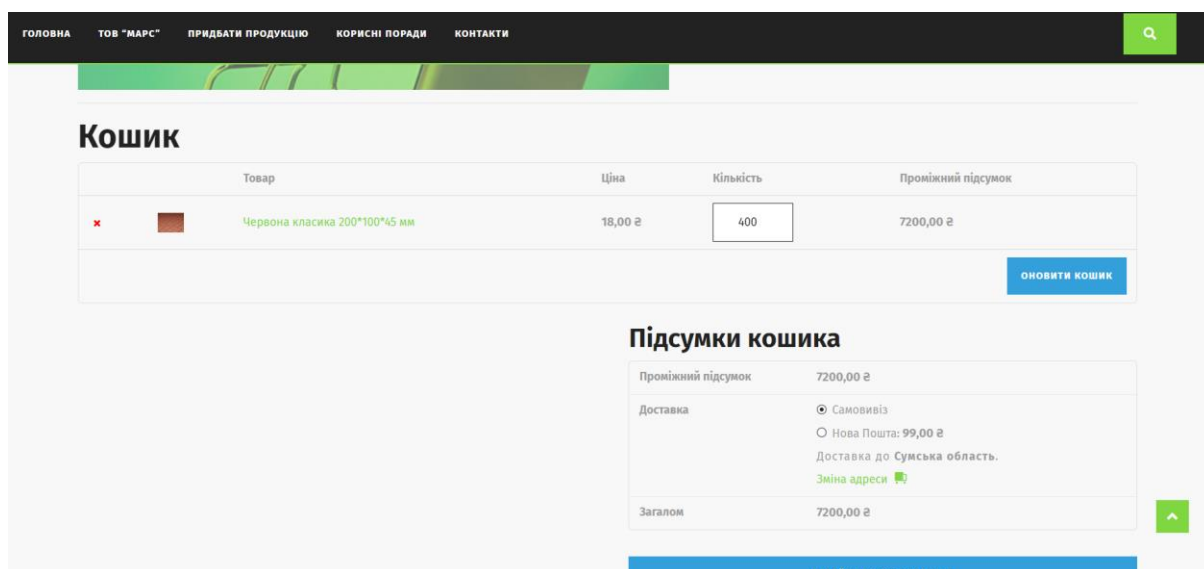 ГОЛОВНА ТОВ "МАРС" ПРИДБАТИ ПРОДУКЦІЮ КОРИСНІ ПОРАДИ КОНТАКТИ
Кошик
Товар Ціна Кількість Проміжний підсумок
× Червона класика 200*100*45 мм 18,00 ₴ 400 7200,00 ₴
ОНОВИТИ КОШИК
Підсумки кошика
Проміжний підсумок 7200,00 ₴
Доставка Самовивіз
Нова Пошта: 99,00 ₴
Доставка до Сумська область.
Зміна адреси
Загалом 7200,00 ₴